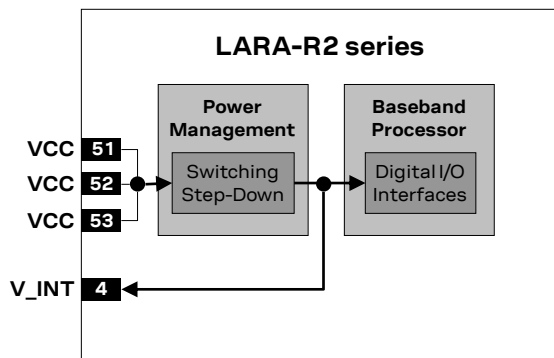 LARA-R2 series
Power
Management
Baseband
Processor
Switching
Step-Down
Digital I/O
Interfaces
VCC 51
VCC 52
VCC 53
V_INT 4